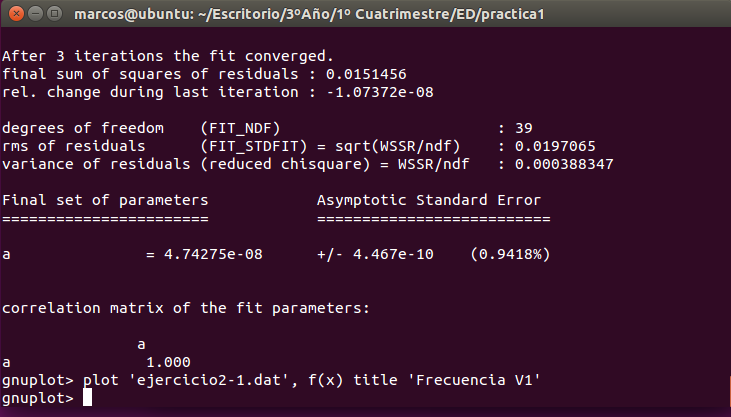 marcos@ubuntu: ~/Escritorio/3ºAño/1º Cuatrimestre/ED/practica1
After 3 iterations the fit converged.
final sum of squares of residuals : 0.0151456
rel. change during last iteration : -1.07372e-08
degrees of freedom    (FIT_NDF)                        : 39
rms of residuals      (FIT_STDFIT) = sqrt(WSSR/ndf)    : 0.0197065
variance of residuals (reduced chisquare) = WSSR/ndf   : 0.000388347
Final set of parameters            Asymptotic Standard Error
=======================            ==========================
a               = 4.74275e-08      +/- 4.467e-10    (0.9418%)
correlation matrix of the fit parameters:
a
a               1.000
gnuplot> plot 'ejercicio2-1.dat', f(x) title 'Frecuencia V1'
gnuplot>